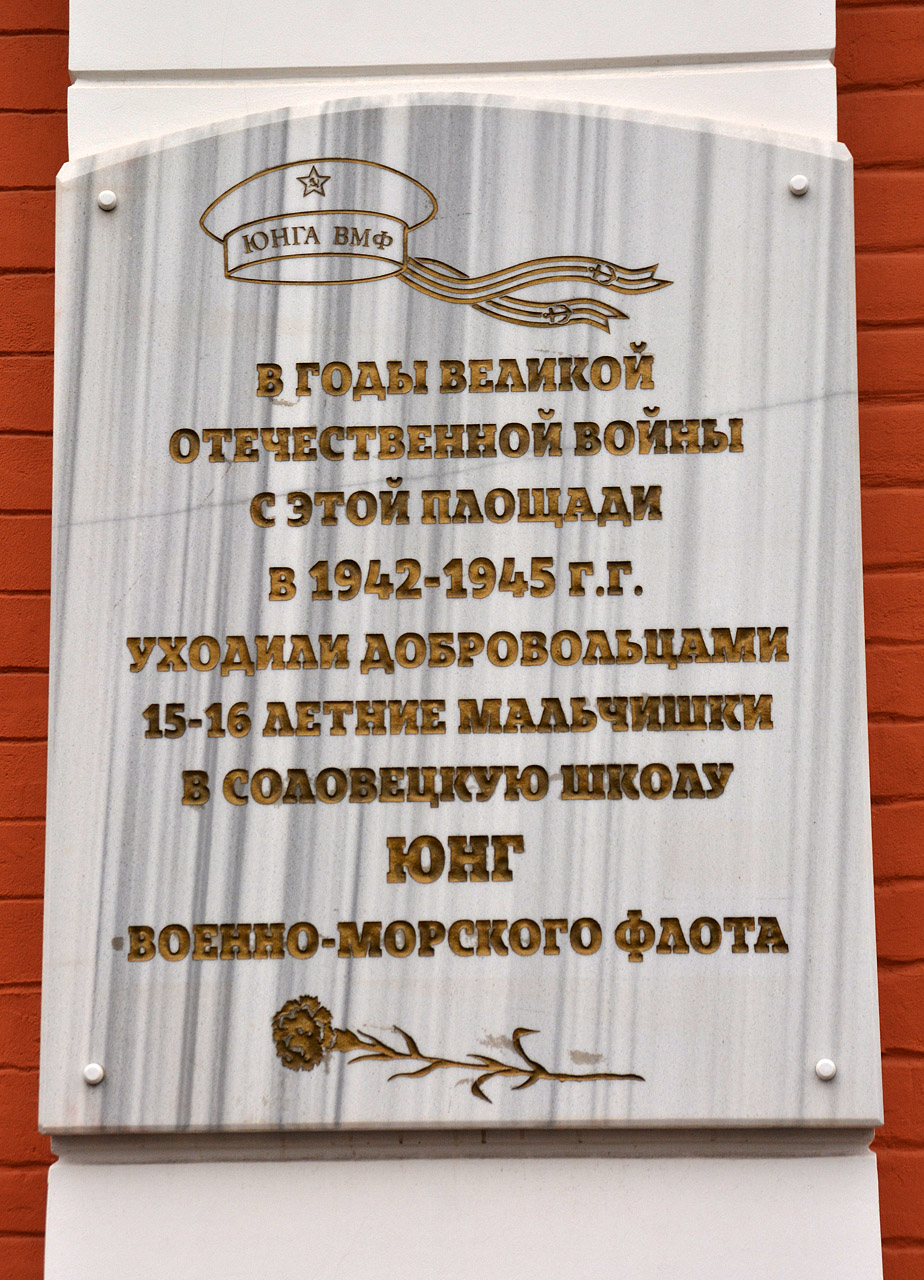 ЮНГА ВМФ
В ГОДЫ ВЕЛИКОЙ
ОТЕЧЕСТВЕННОЙ ВОЙНЫ
С ЭТОЙ ПЛОЩАДИ
В 1942-1945 Г.Г.
УХОДИЛИ ДОБРОВОЛЬЦАМИ
15-16 ЛЕТНИЕ МАЛЬЧИШКИ
В СОЛОВЕЦКУЮ ШКОЛУ
ЮНГ
ВОЕННО-МОРСКОГО ФЛОТА